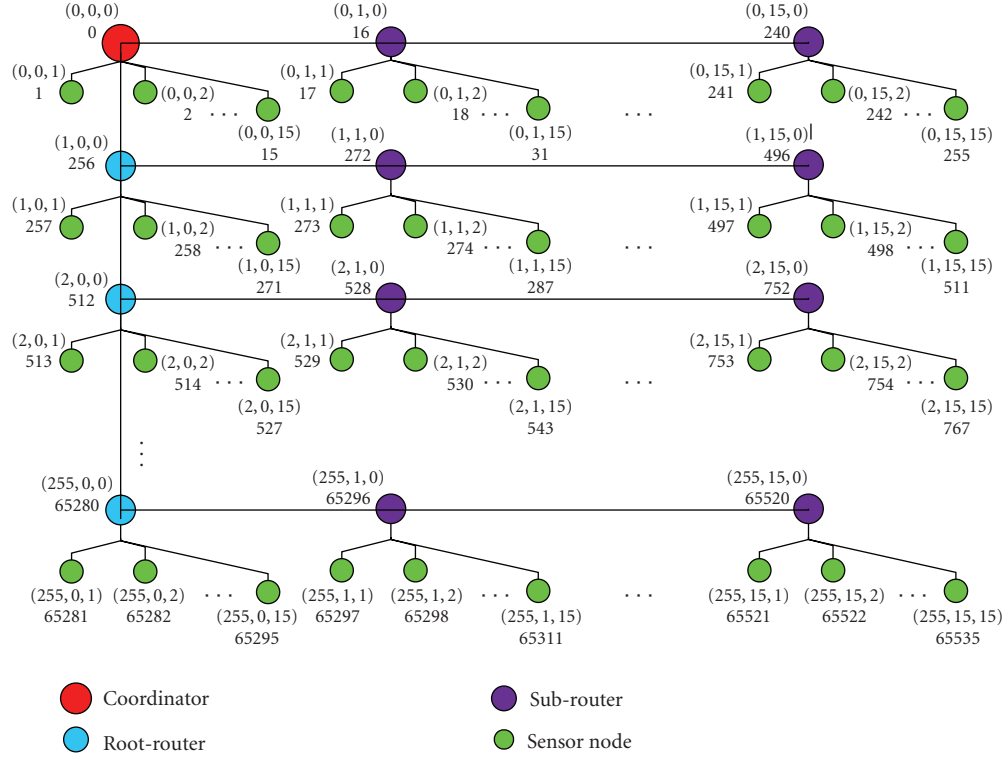 (0, 0, 0) (0, 1, 0) (0, 15, 0)
0 16 240
(0, 0, 1) (0, 1, 1) (0, 15, 1)
1 (0, 0, 2) 17 (0, 1, 2) 241 (0, 15, 2)
2 · · · 18 · · · · · · 242 · · ·
(0, 0, 15) (0, 1, 15) (0, 15, 15)
(1, 0, 0) 15 (1, 1, 0) 31 (1, 15, 0) 255
256 272 496
(1, 0, 1) (1, 1, 1) (1, 15, 1)
257 (1, 0, 2) 273 (1, 1, 2) 497 (1, 15, 2)
258 · · · 274 · · · · · · 498 · · ·
(1, 0, 15) (1, 1, 15) (1, 15, 15)
(2, 0, 0) 271 (2, 1, 0) 287 (2, 15, 0) 511
512 528 752
(2, 0, 1) (2, 1, 1) (2, 15, 1)
513 (2, 0, 2) 529 (2, 1, 2) 753 (2, 15, 2)
514 · · · 530 · · · · · · 754 · · ·
(2, 0, 15) (2, 1, 15) (2, 15, 15)
527 543 767
(255, 0, 0) (255, 1, 0) (255, 15, 0)
65280 65296 65520
(255, 0, 1) (255, 0, 2) · · · (255, 1, 1) (255, 1, 2) · · · · · · (255, 15, 1) (255, 15, 2) · · ·
65281 65282 (255, 0, 15) 65297 65298 (255, 1, 15) 65521 65522 (255, 15, 15)
65295 65311 65535
Coordinator Sub-router
Root-router Sensor node